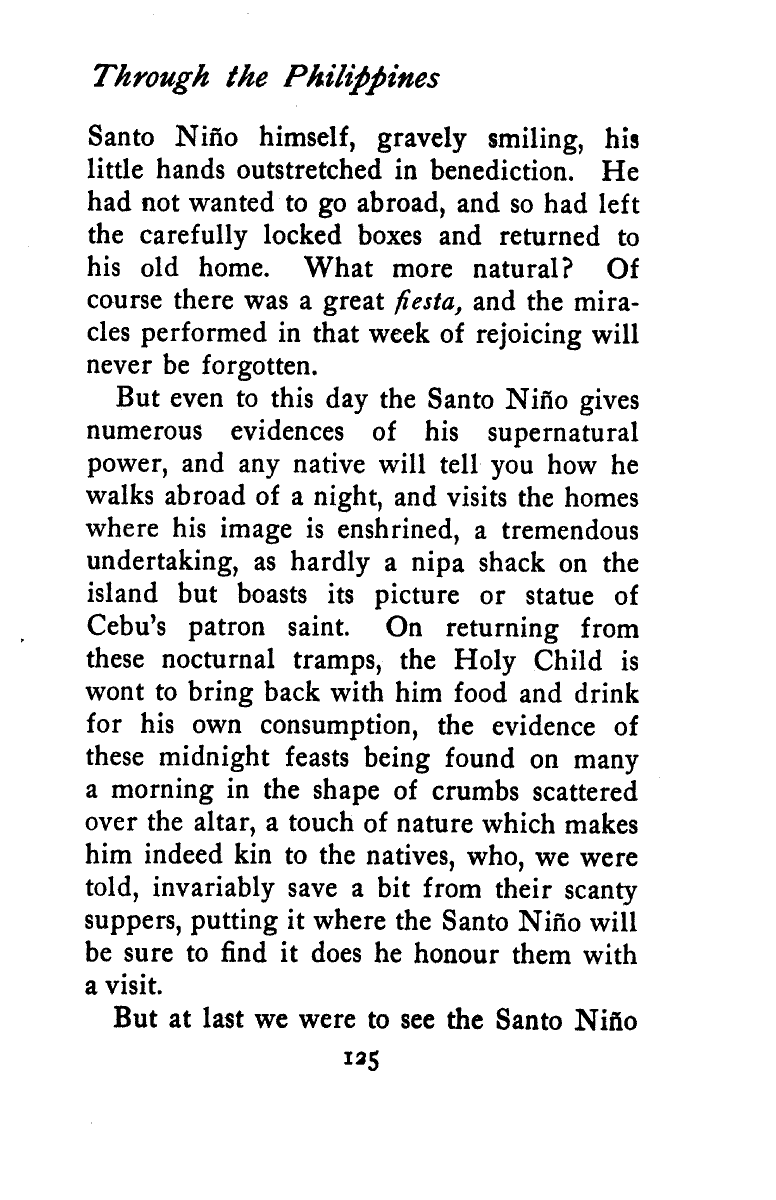 Through the Philippines
Santo Niño himself, gravely smiling, his
little hands outstretched in benediction. He
had not wanted to go abroad, and so had left
the carefully locked boxes and returned to
his old home. What more natural? Of
course there was a great fiesta, and the mira-
cles performed in that week of rejoicing will
never be forgotten.
But even to this day the Santo Niño gives
numerous evidences of his supernatural
power, and any native will tell you how he
walks abroad of a night, and visits the homes
where his image is enshrined, a tremendous
undertaking, as hardly a nipa shack on the
island but boasts its picture or statue of
Cebu's patron saint. On returning from
these nocturnal tramps, the Holy Child is
wont to bring back with him food and drink
for his own consumption, the evidence of
these midnight feasts being found on many
a morning in the shape of crumbs scattered
over the altar, a touch of nature which makes
him indeed kin to the natives, who, we were
told, invariably save a bit from their scanty
suppers, putting it where the Santo Niño will
be sure to find it does he honour them with
a visit.
But at last we were to see the Santo Niño
125